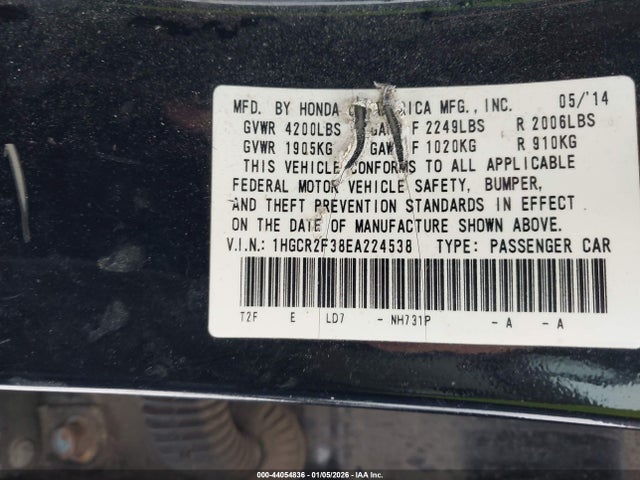 MFD. BY HONDA RICA MFG., INC. 05/'14
GVWR 4200LBS GAW F 2249LBS R 2006LBS
GVWR 1905KG GAW F 1020KG R 910KG
THIS VEHICLE CONFORMS TO ALL APPLICABLE
FEDERAL MOTOR VEHICLE SAFETY, BUMPER,
AND THEFT PREVENTION STANDARDS IN EFFECT
ON THE DATE OF MANUFACTURE SHOWN ABOVE.
V.I.N.: 1HGCR2F38EA224538 TYPE: PASSENGER CAR
T2F E LD7 - NH731P - A - A
000-44054836 - 01/05/2026 - IAA Inc.